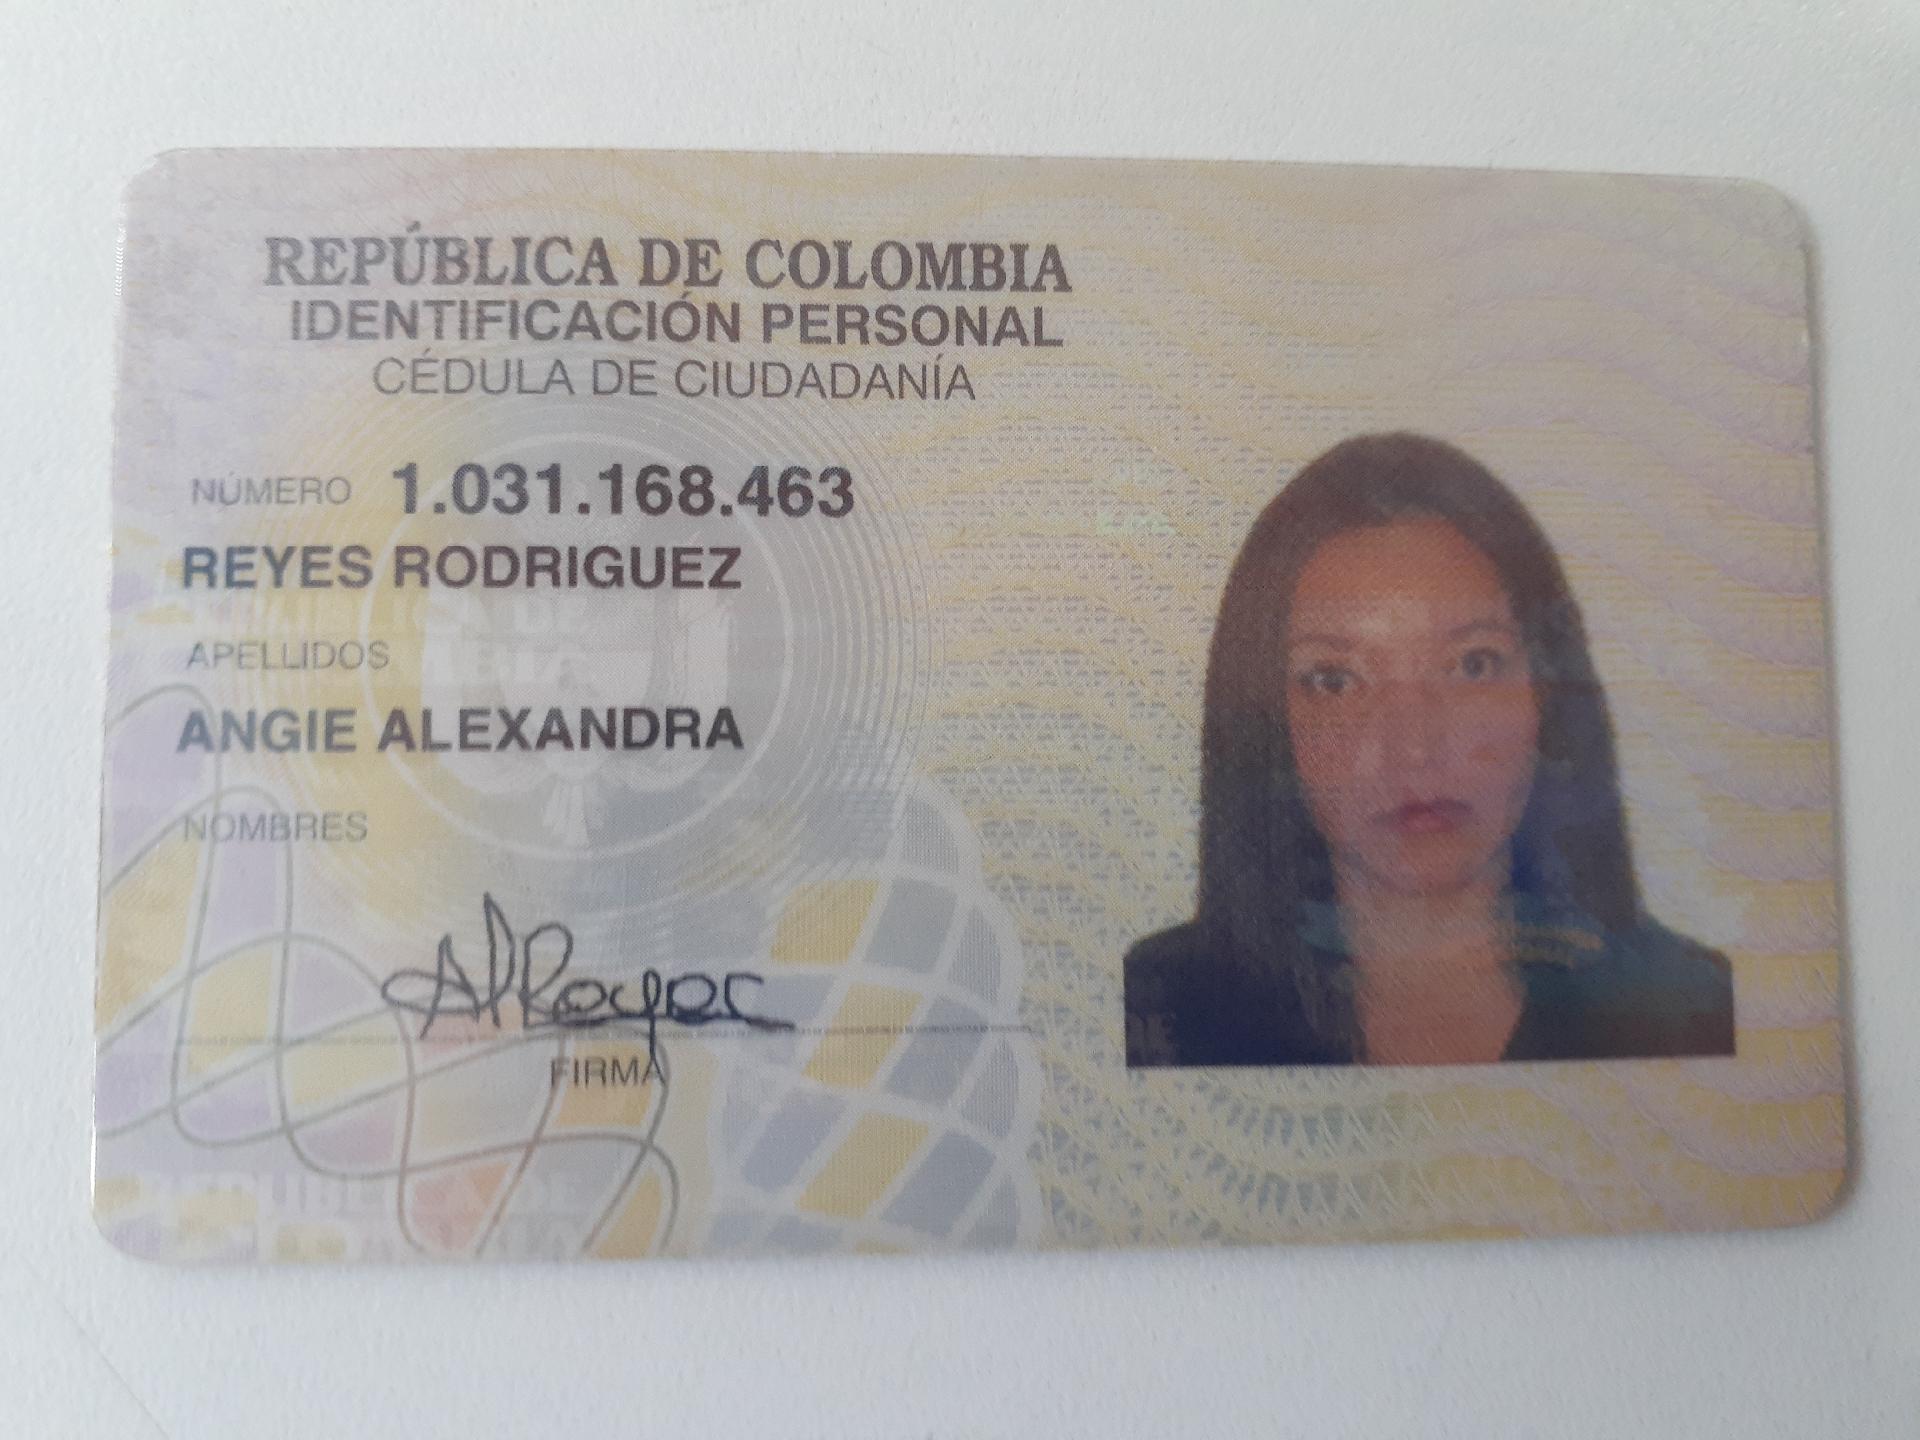 REPÚBLICA DE COLOMBIA
IDENTIFICACIÓN PERSONAL
CÉDULA DE CIUDADANÍA
NÚMERO 1.031.168.463
REYES RODRIGUEZ
APELLIDOS
ANGIE ALEXANDRA
NOMBRES
FIRMA